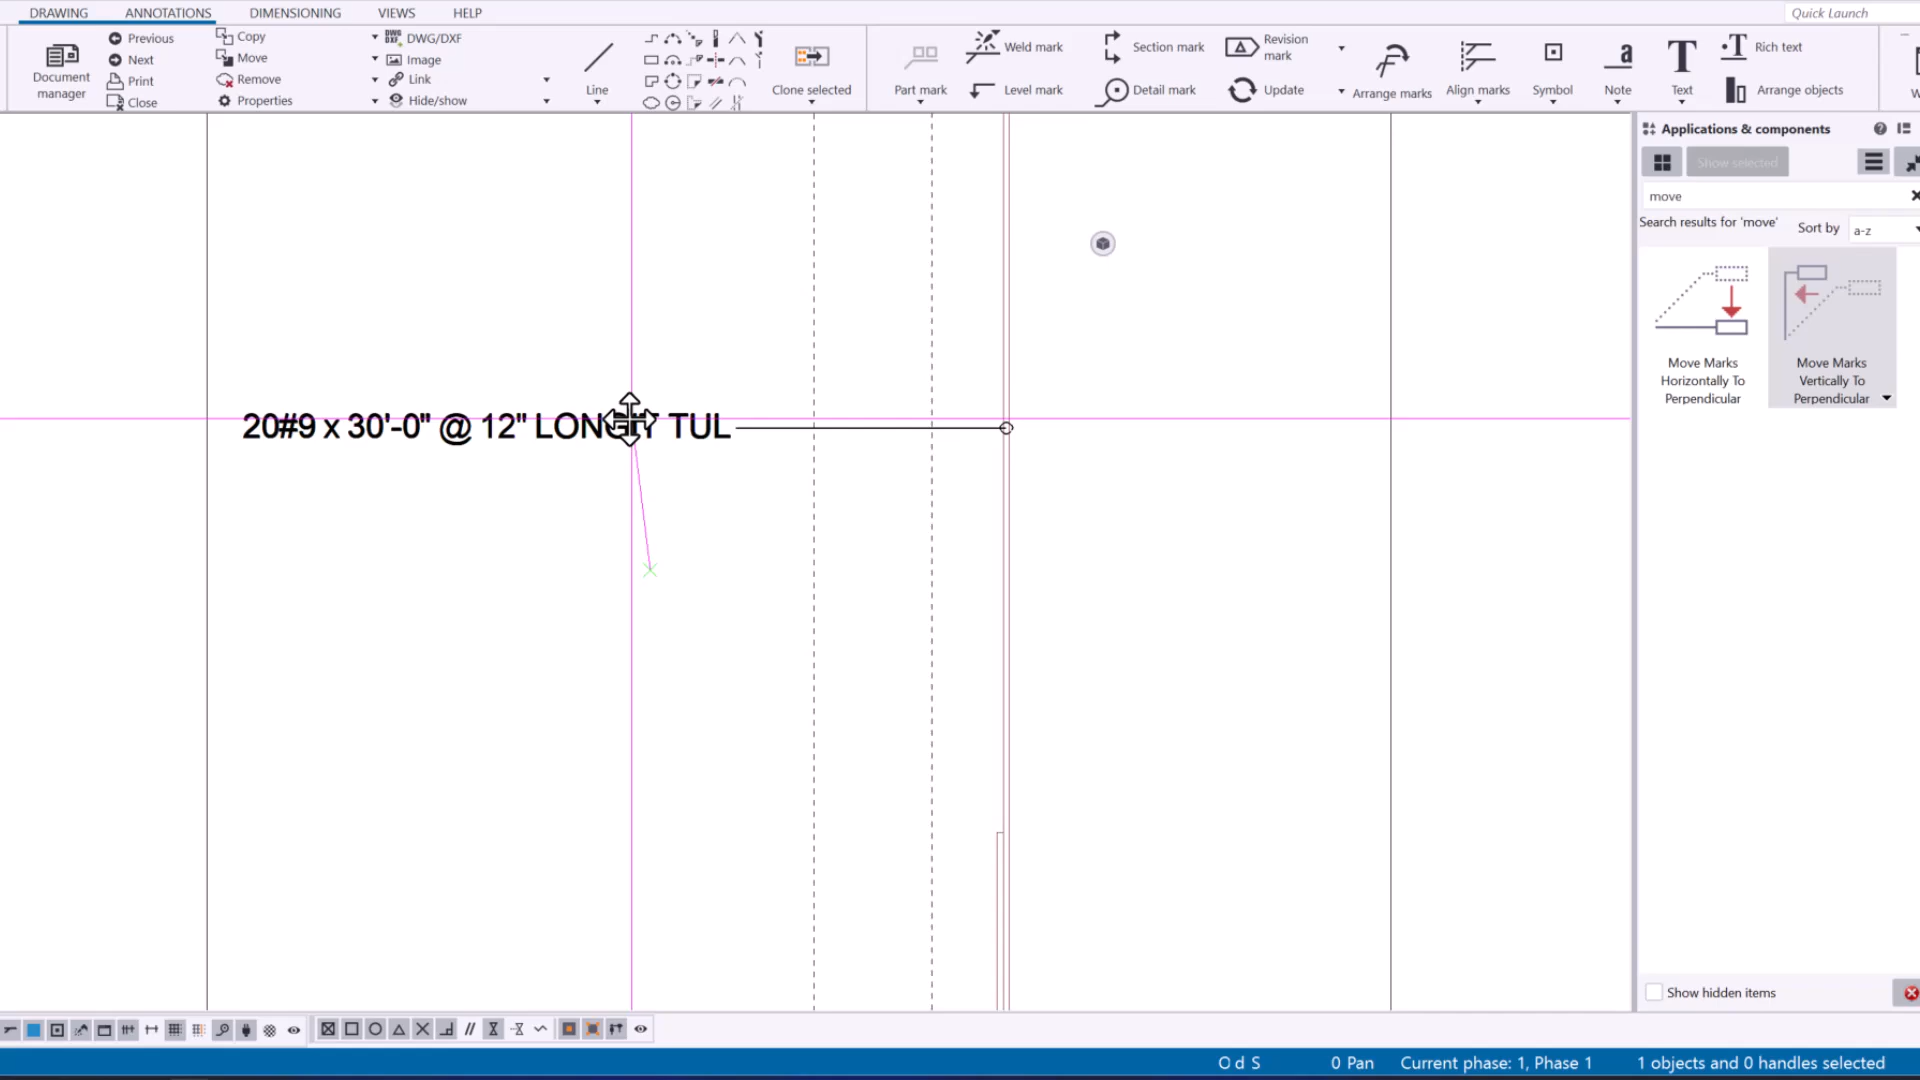 DRAWING ANNOTATIONS DIMENSIONING VIEWS HELP Quick Launch
Document manager
Previous
Next
Print
Close
Copy
Move
Remove
Properties
DWG/DXF
Image
Link
Hide/show
Line
Clone selected
Part mark
Weld mark
Level mark
Section mark
Detail mark
Revision mark
Update
Arrange marks
Align marks
Symbol
Note
Text
Rich text
Arrange objects
Applications & components
Show selected
move
Search results for 'move' Sort by a-z
Move Marks Horizontally To Perpendicular
Move Marks Vertically To Perpendicular
20#9 x 30'-0" @ 12" TUL
Show hidden items
O d S 0 Pan Current phase: 1, Phase 1 1 objects and 0 handles selected